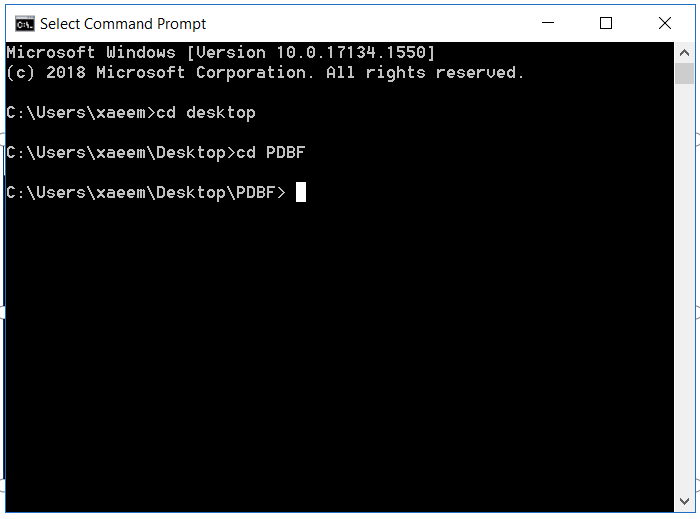 Select Command Prompt
Microsoft Windows [Version 10.0.17134.1550]
(c) 2018 Microsoft Corporation. All rights reserved.
C:\Users\xaeem>cd desktop
C:\Users\xaeem\Desktop>cd PDBF
C:\Users\xaeem\Desktop\PDBF>